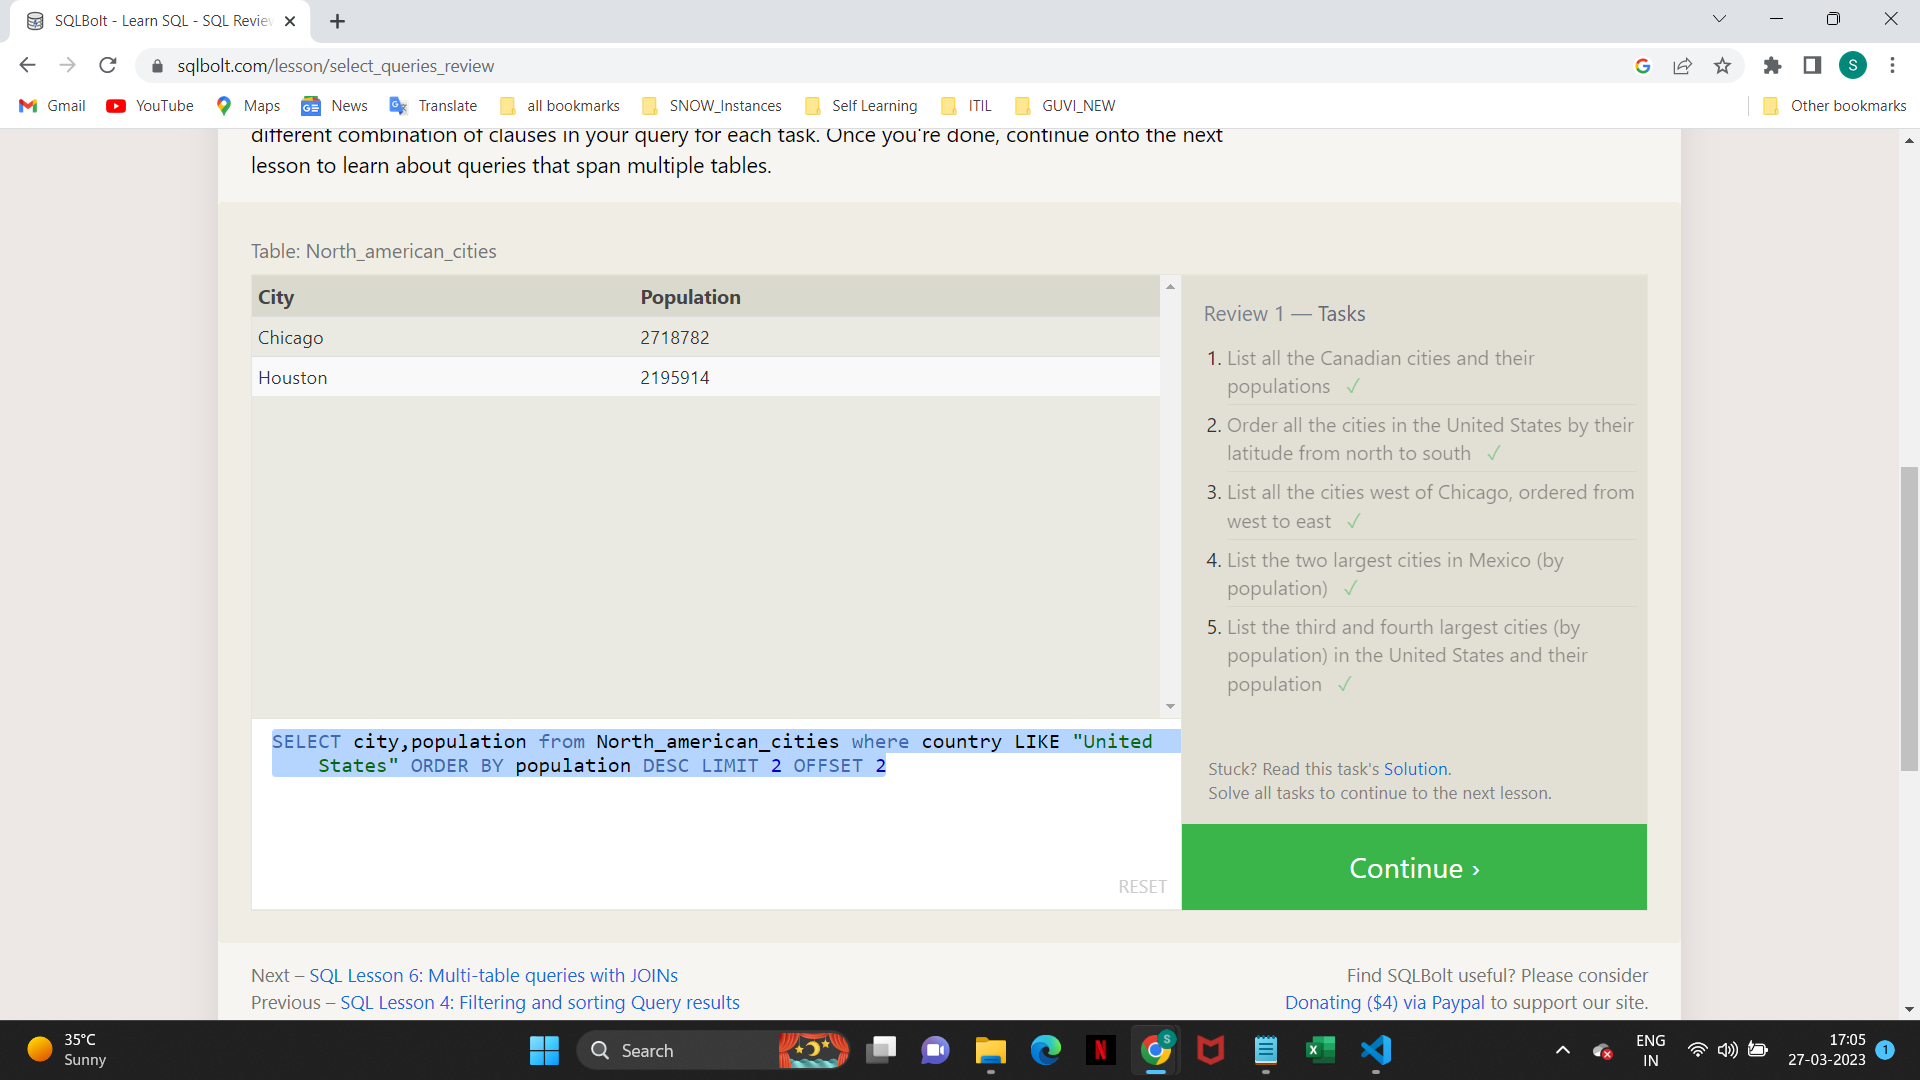 SQLBolt - Learn SQL - SQL Review
sqlbolt.com/lesson/select_queries_review
S
Gmail YouTube Maps News Translate all bookmarks SNOW_Instances Self Learning ITIL GUVI_NEW Other bookmarks
different combination of clauses in your query for each task. Once you're done, continue onto the next
lesson to learn about queries that span multiple tables.
Table: North_american_cities
City Population
Chicago 2718782
Houston 2195914
Review 1 — Tasks
1. List all the Canadian cities and their
populations ✓
2. Order all the cities in the United States by their
latitude from north to south ✓
3. List all the cities west of Chicago, ordered from
west to east ✓
4. List the two largest cities in Mexico (by
population) ✓
5. List the third and fourth largest cities (by
population) in the United States and their
population ✓
SELECT city,population from North_american_cities where country LIKE "United
States" ORDER BY population DESC LIMIT 2 OFFSET 2
RESET
Stuck? Read this task's Solution.
Solve all tasks to continue to the next lesson.
Continue ›
Next – SQL Lesson 6: Multi-table queries with JOINs
Previous – SQL Lesson 4: Filtering and sorting Query results
Find SQLBolt useful? Please consider
Donating ($4) via Paypal to support our site.
35°C
Sunny
Search
ENG
IN
17:05
27-03-2023
1